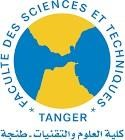 FACULTE DES SCIENCES ET TECHNIQUES
* TANGER *
كلية العلوم والتقنيات - طنجة